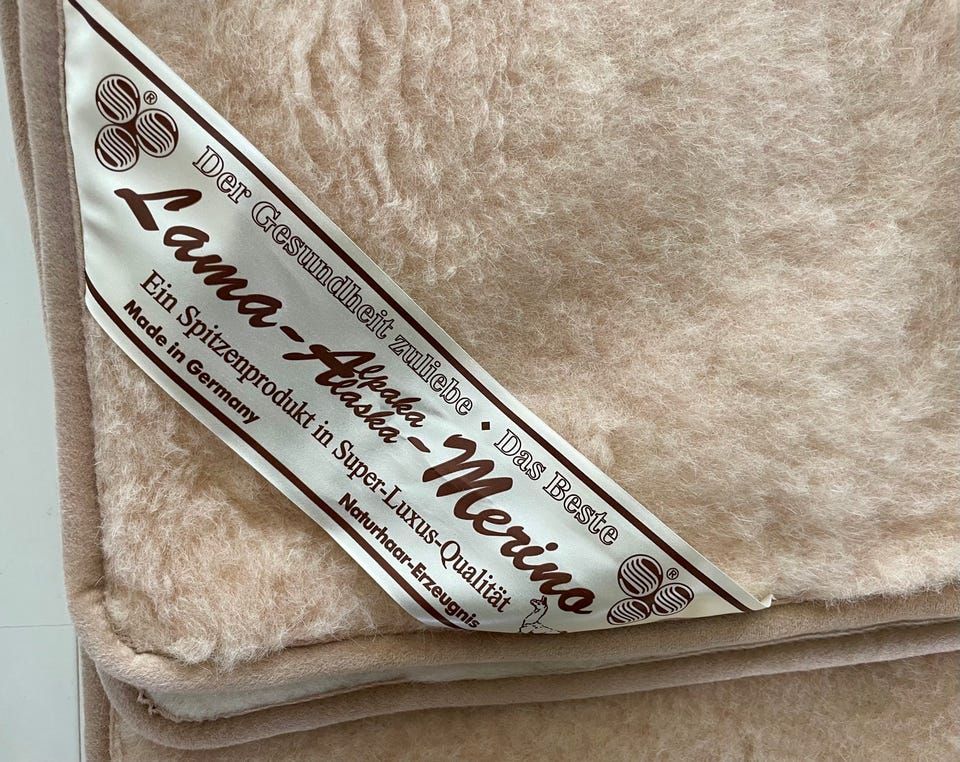 ®
Der Gesundheit zuliebe · Das Beste
Lama-Alpaka
Alaska-Merino
Ein Spitzenprodukt in Super-Luxus-Qualität
Made in Germany
Naturhaar-Erzeugnis
®